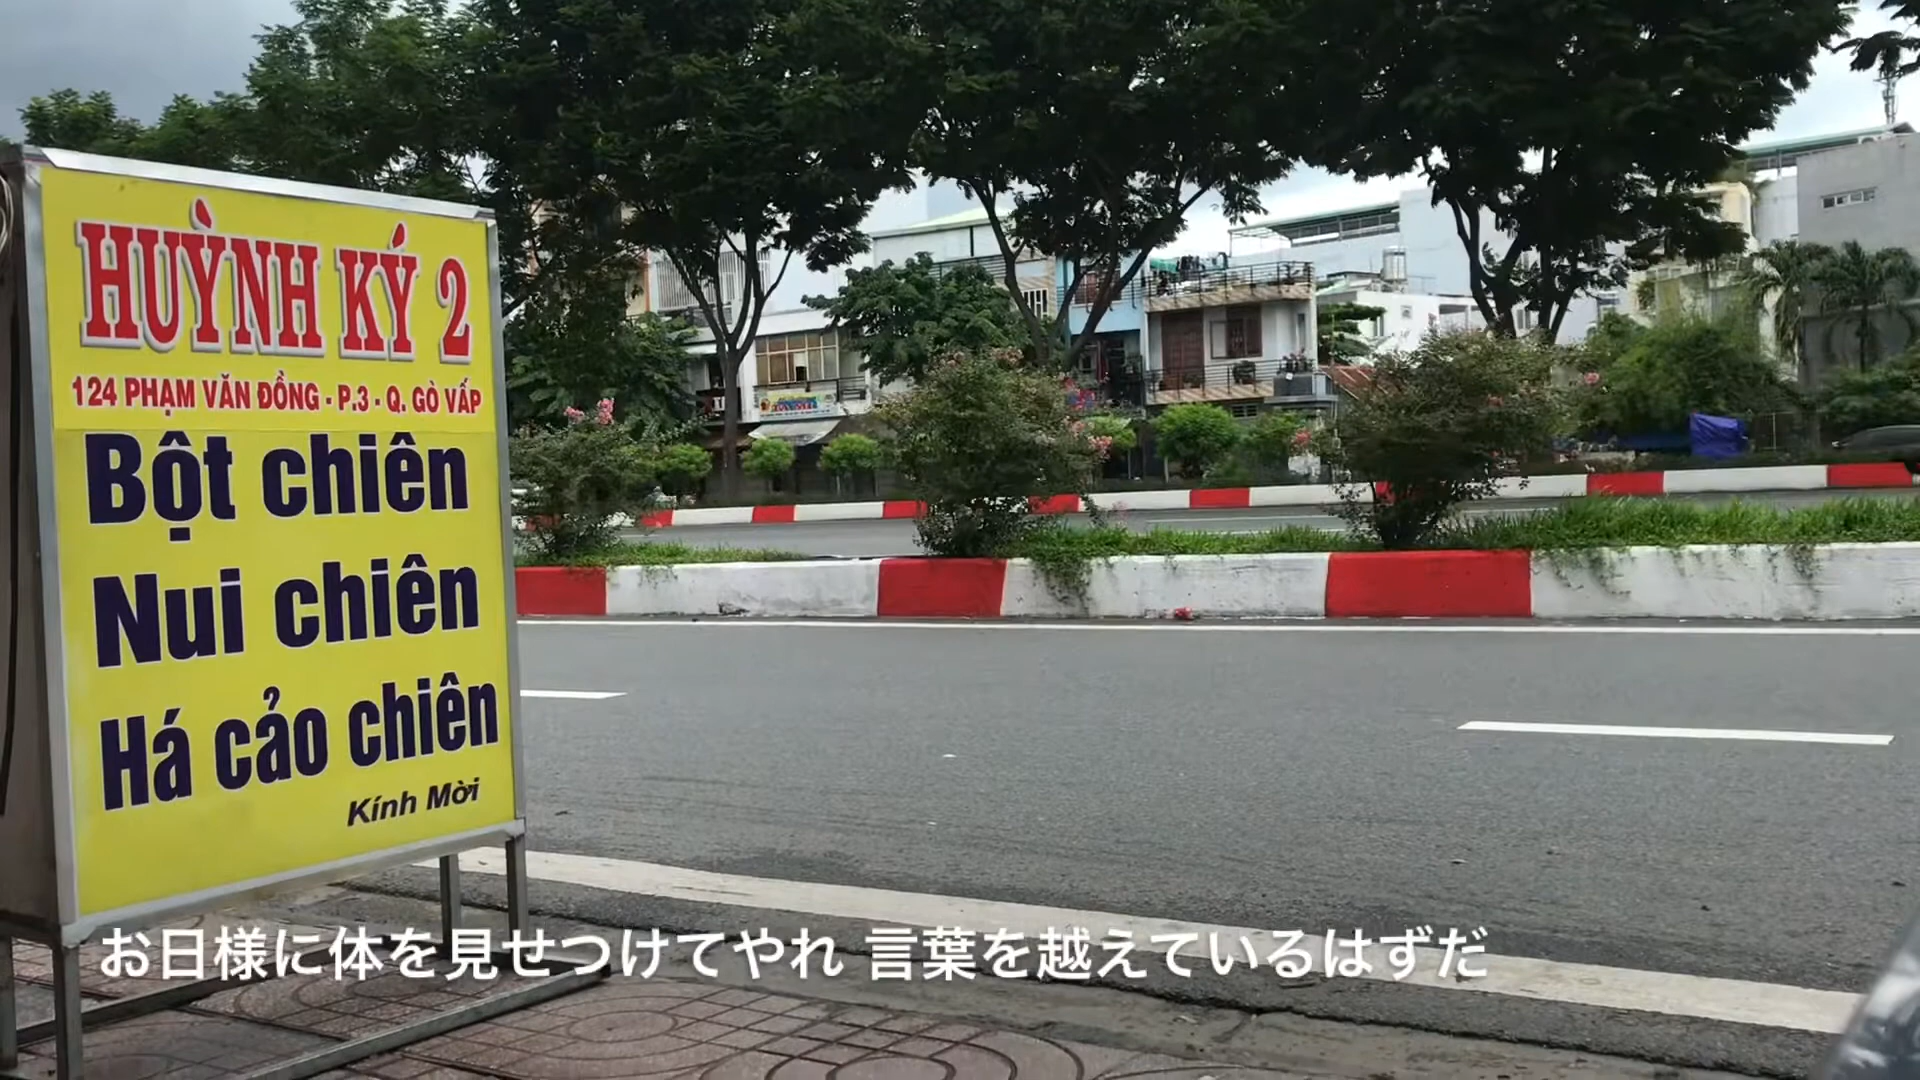 HUỲNH KÝ 2
124 PHẠM VĂN ĐỒNG - P.3 - Q. GÒ VẤP
Bột chiên
Nui chiên
Há cảo chiên
Kính Mời
お日様に体を見せつけてやれ 言葉を越えているはずだ